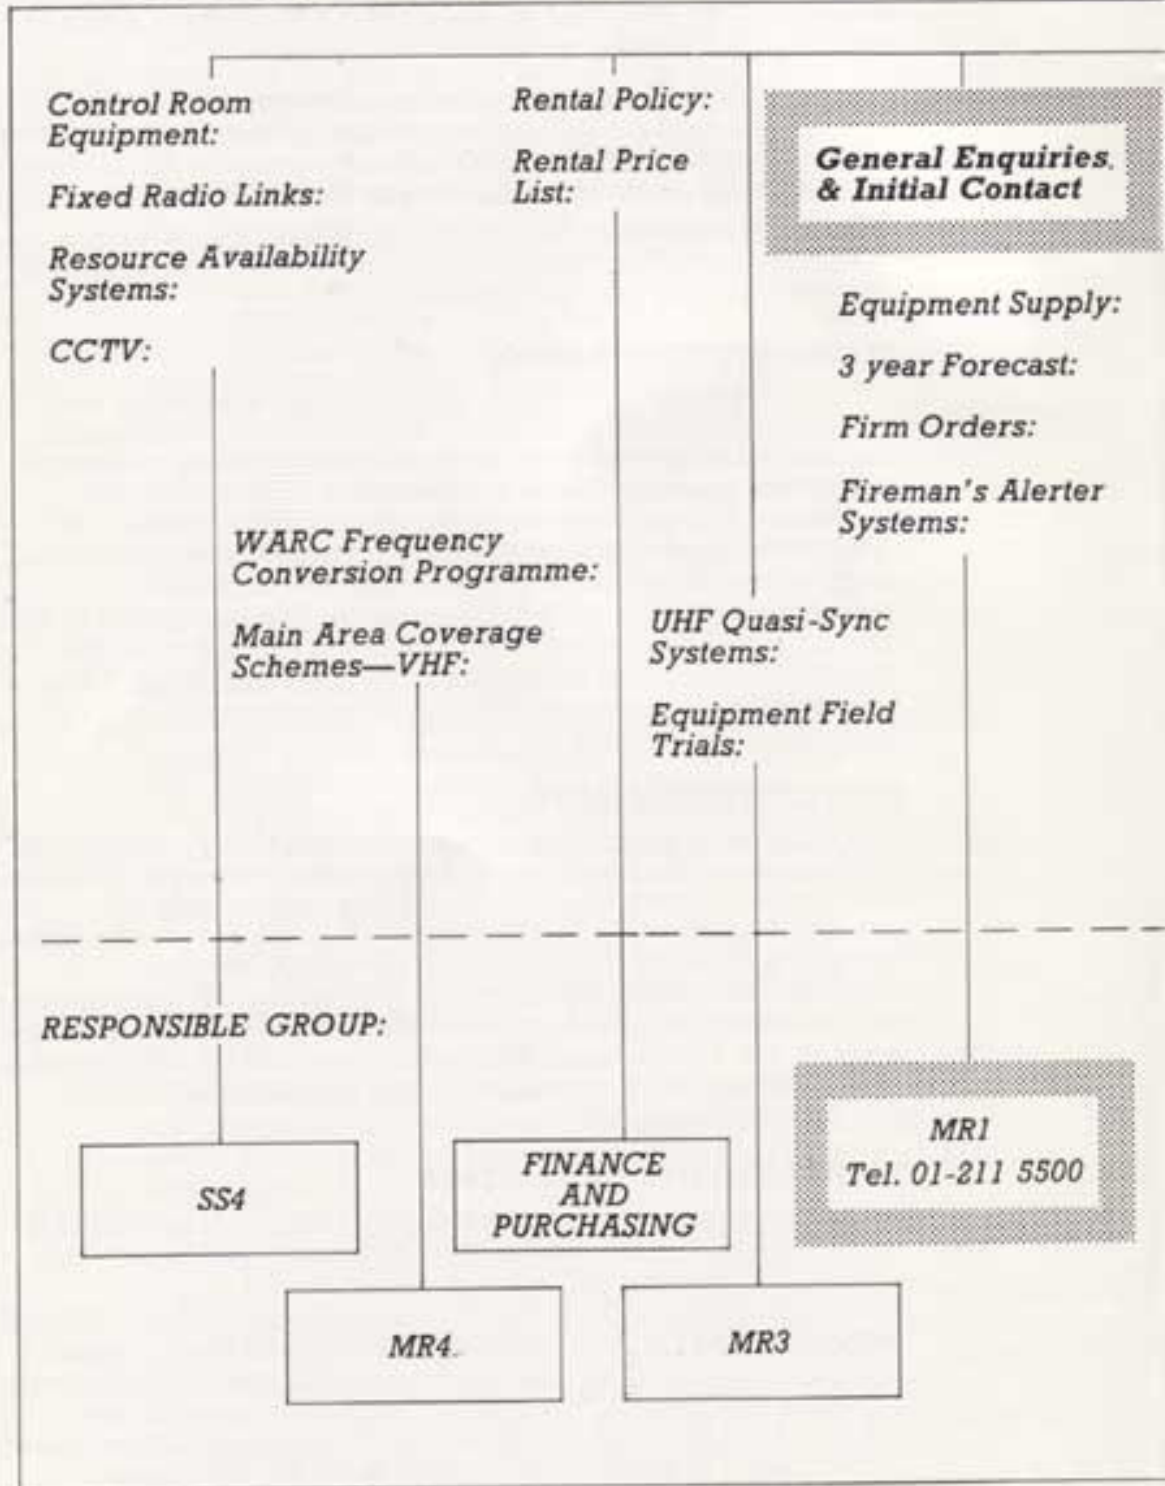 Control Room
Equipment:
Fixed Radio Links:
Resource Availability
Systems:
CCTV:
WARC Frequency
Conversion Programme:
Main Area Coverage
Schemes—VHF:
Rental Policy:
Rental Price
List:
UHF Quasi-Sync
Systems:
Equipment Field
Trials:
General Enquiries
& Initial Contact
Equipment Supply:
3 year Forecast:
Firm Orders:
Fireman's Alerter
Systems:
RESPONSIBLE GROUP:
SS4
MR4
FINANCE
AND
PURCHASING
MR3
MR1
Tel. 01-211 5500